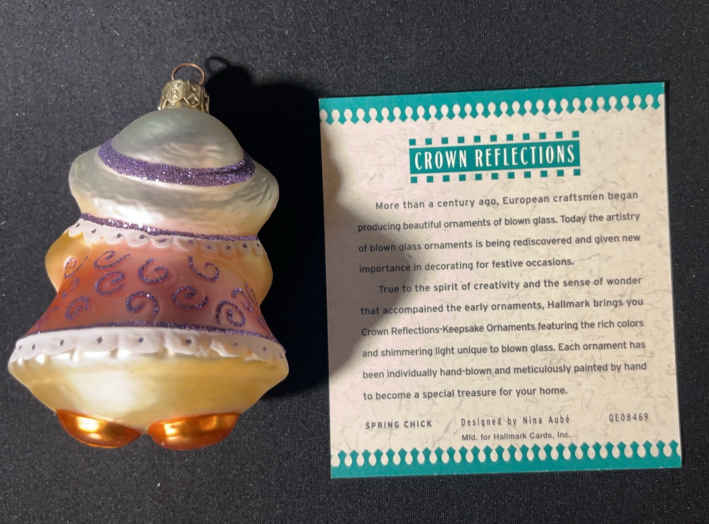 CROWN REFLECTIONS
More than a century ago, European craftsmen began
producing beautiful ornaments of blown glass. Today the artistry
of blown glass ornaments is being rediscovered and given new
importance in decorating for festive occasions.
True to the spirit of creativity and the sense of wonder
that accompained the early ornaments, Hallmark brings you
Crown Reflections-Keepsake Ornaments featuring the rich colors
and shimmering light unique to blown glass. Each ornament has
been individually hand-blown and meticulously painted by hand
to become a special treasure for your home.
SPRING CHICK Designed by Nina Aubé QEO8469
Mfd. for Hallmark Cards, Inc.